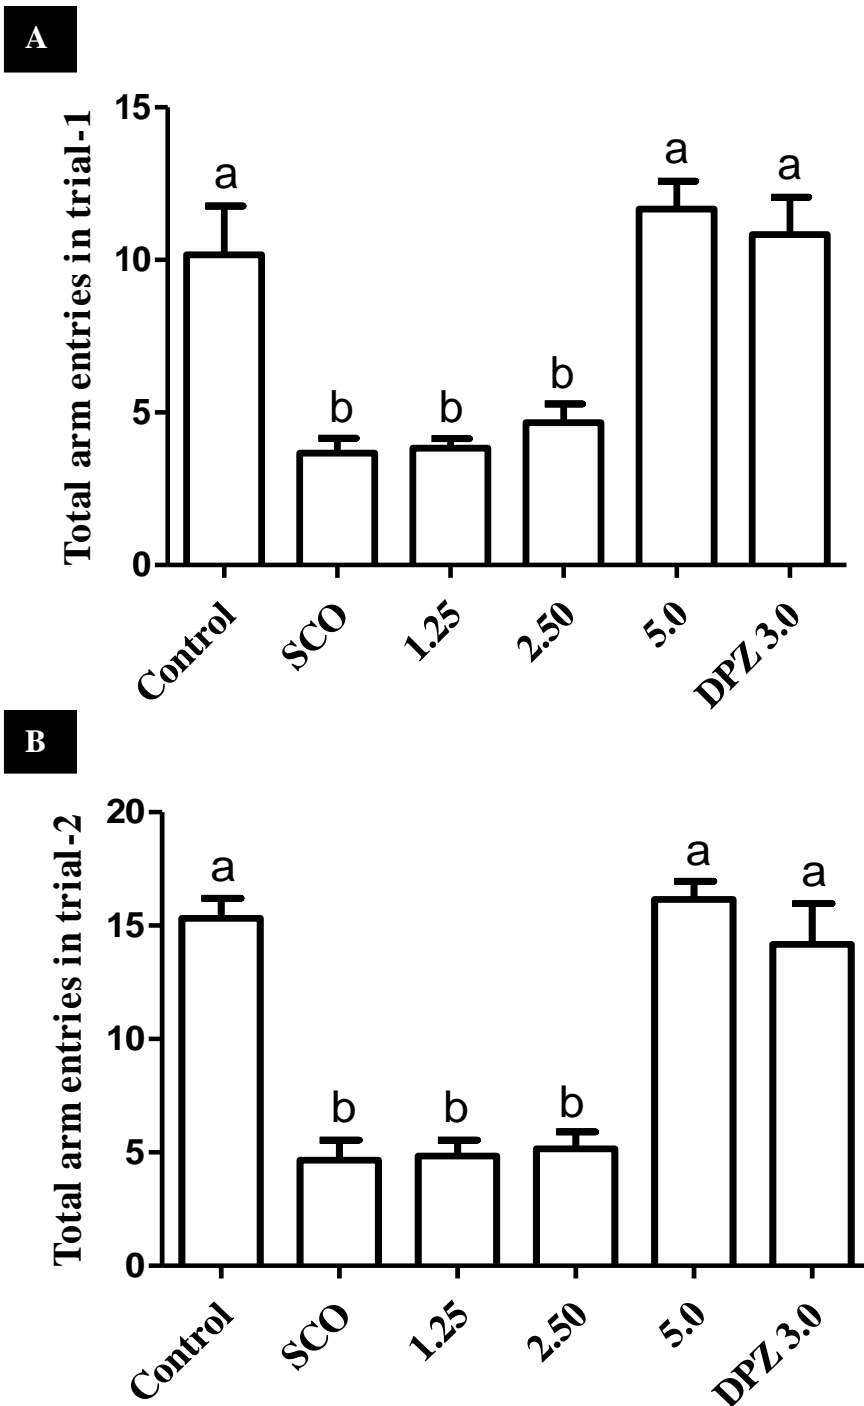 A
Total arm entries in trial-1
15
10
5
0
a
b
b
b
a
a
Control
SCO
1.25
2.50
5.0
DPZ 3.0
B
Total arm entries in trial-2
20
15
10
5
0
a
b
b
b
a
a
Control
SCO
1.25
2.50
5.0
DPZ 3.0